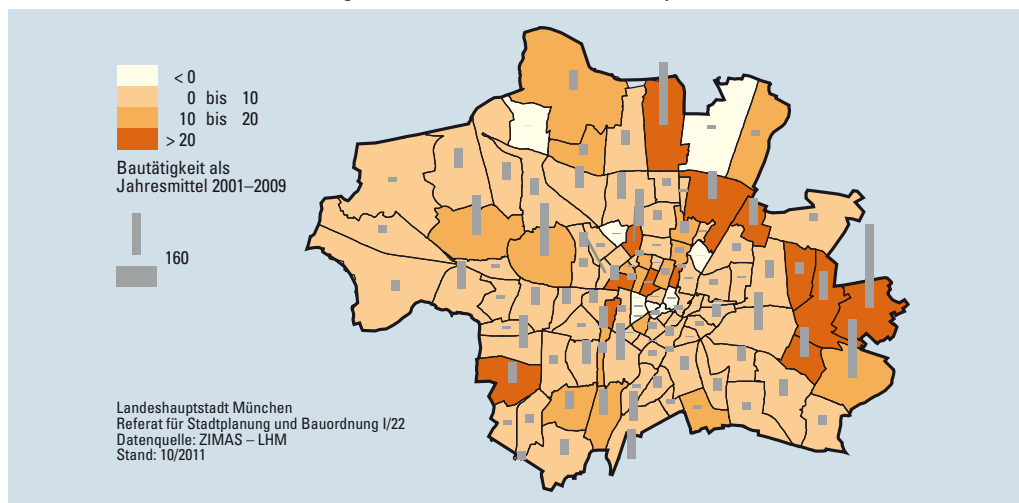 < 0
0 bis 10
10 bis 20
> 20
Bautätigkeit als
Jahresmittel 2001–2009
160
Landeshauptstadt München
Referat für Stadtplanung und Bauordnung I/22
Datenquelle: ZIMAS – LHM
Stand: 10/2011